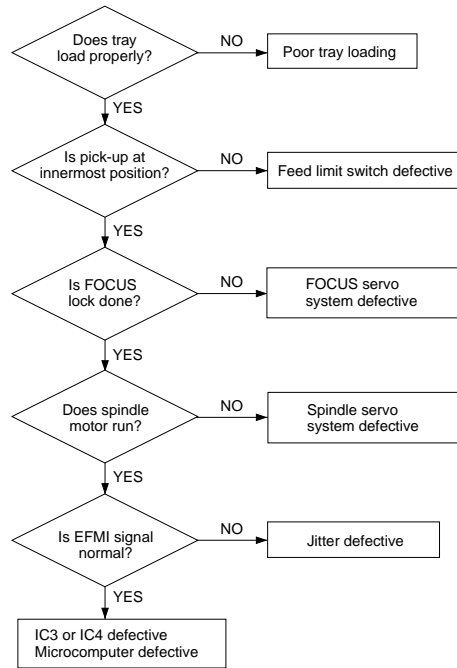 Does tray
load properly?
NO
Poor tray loading
YES
Is pick-up at
innermost position?
NO
Feed limit switch defective
YES
Is FOCUS
lock done?
NO
FOCUS servo
system defective
YES
Does spindle
motor run?
NO
Spindle servo
system defective
YES
Is EFMI signal
normal?
NO
Jitter defective
YES
IC3 or IC4 defective
Microcomputer defective